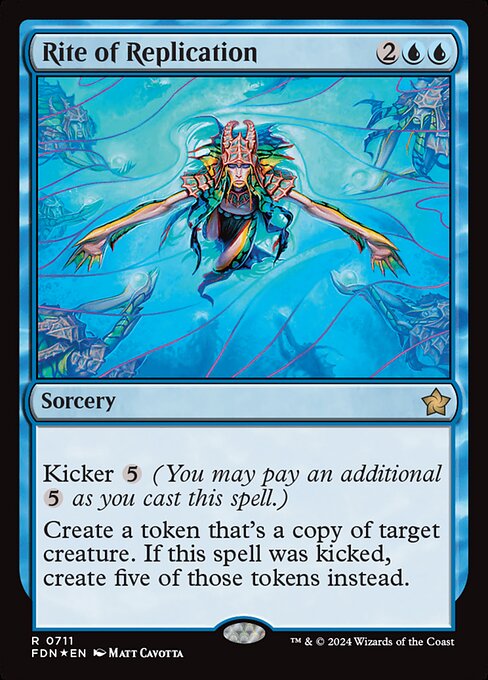 Rite of Replication 2
Sorcery
Kicker 5 (You may pay an additional
5 as you cast this spell.)
Create a token that's a copy of target
creature. If this spell was kicked,
create five of those tokens instead.
R 0711
FDN★EN Matt Cavotta
™ & © 2024 Wizards of the Coast